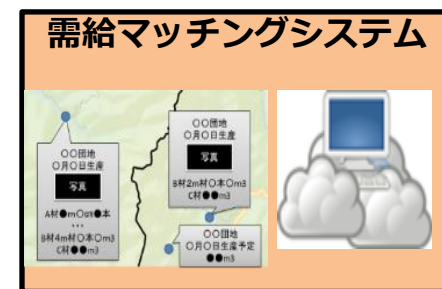 需給マッチングシステム
〇〇団地
〇月〇日生産
写真
A材●m〇cm●本
…
B材4m材〇本〇m3
C材●●m3
〇〇団地
〇月〇日生産
写真
B材2m材〇本〇m3
C材●●m3
〇〇団地
〇月〇日生産予定
●●m3